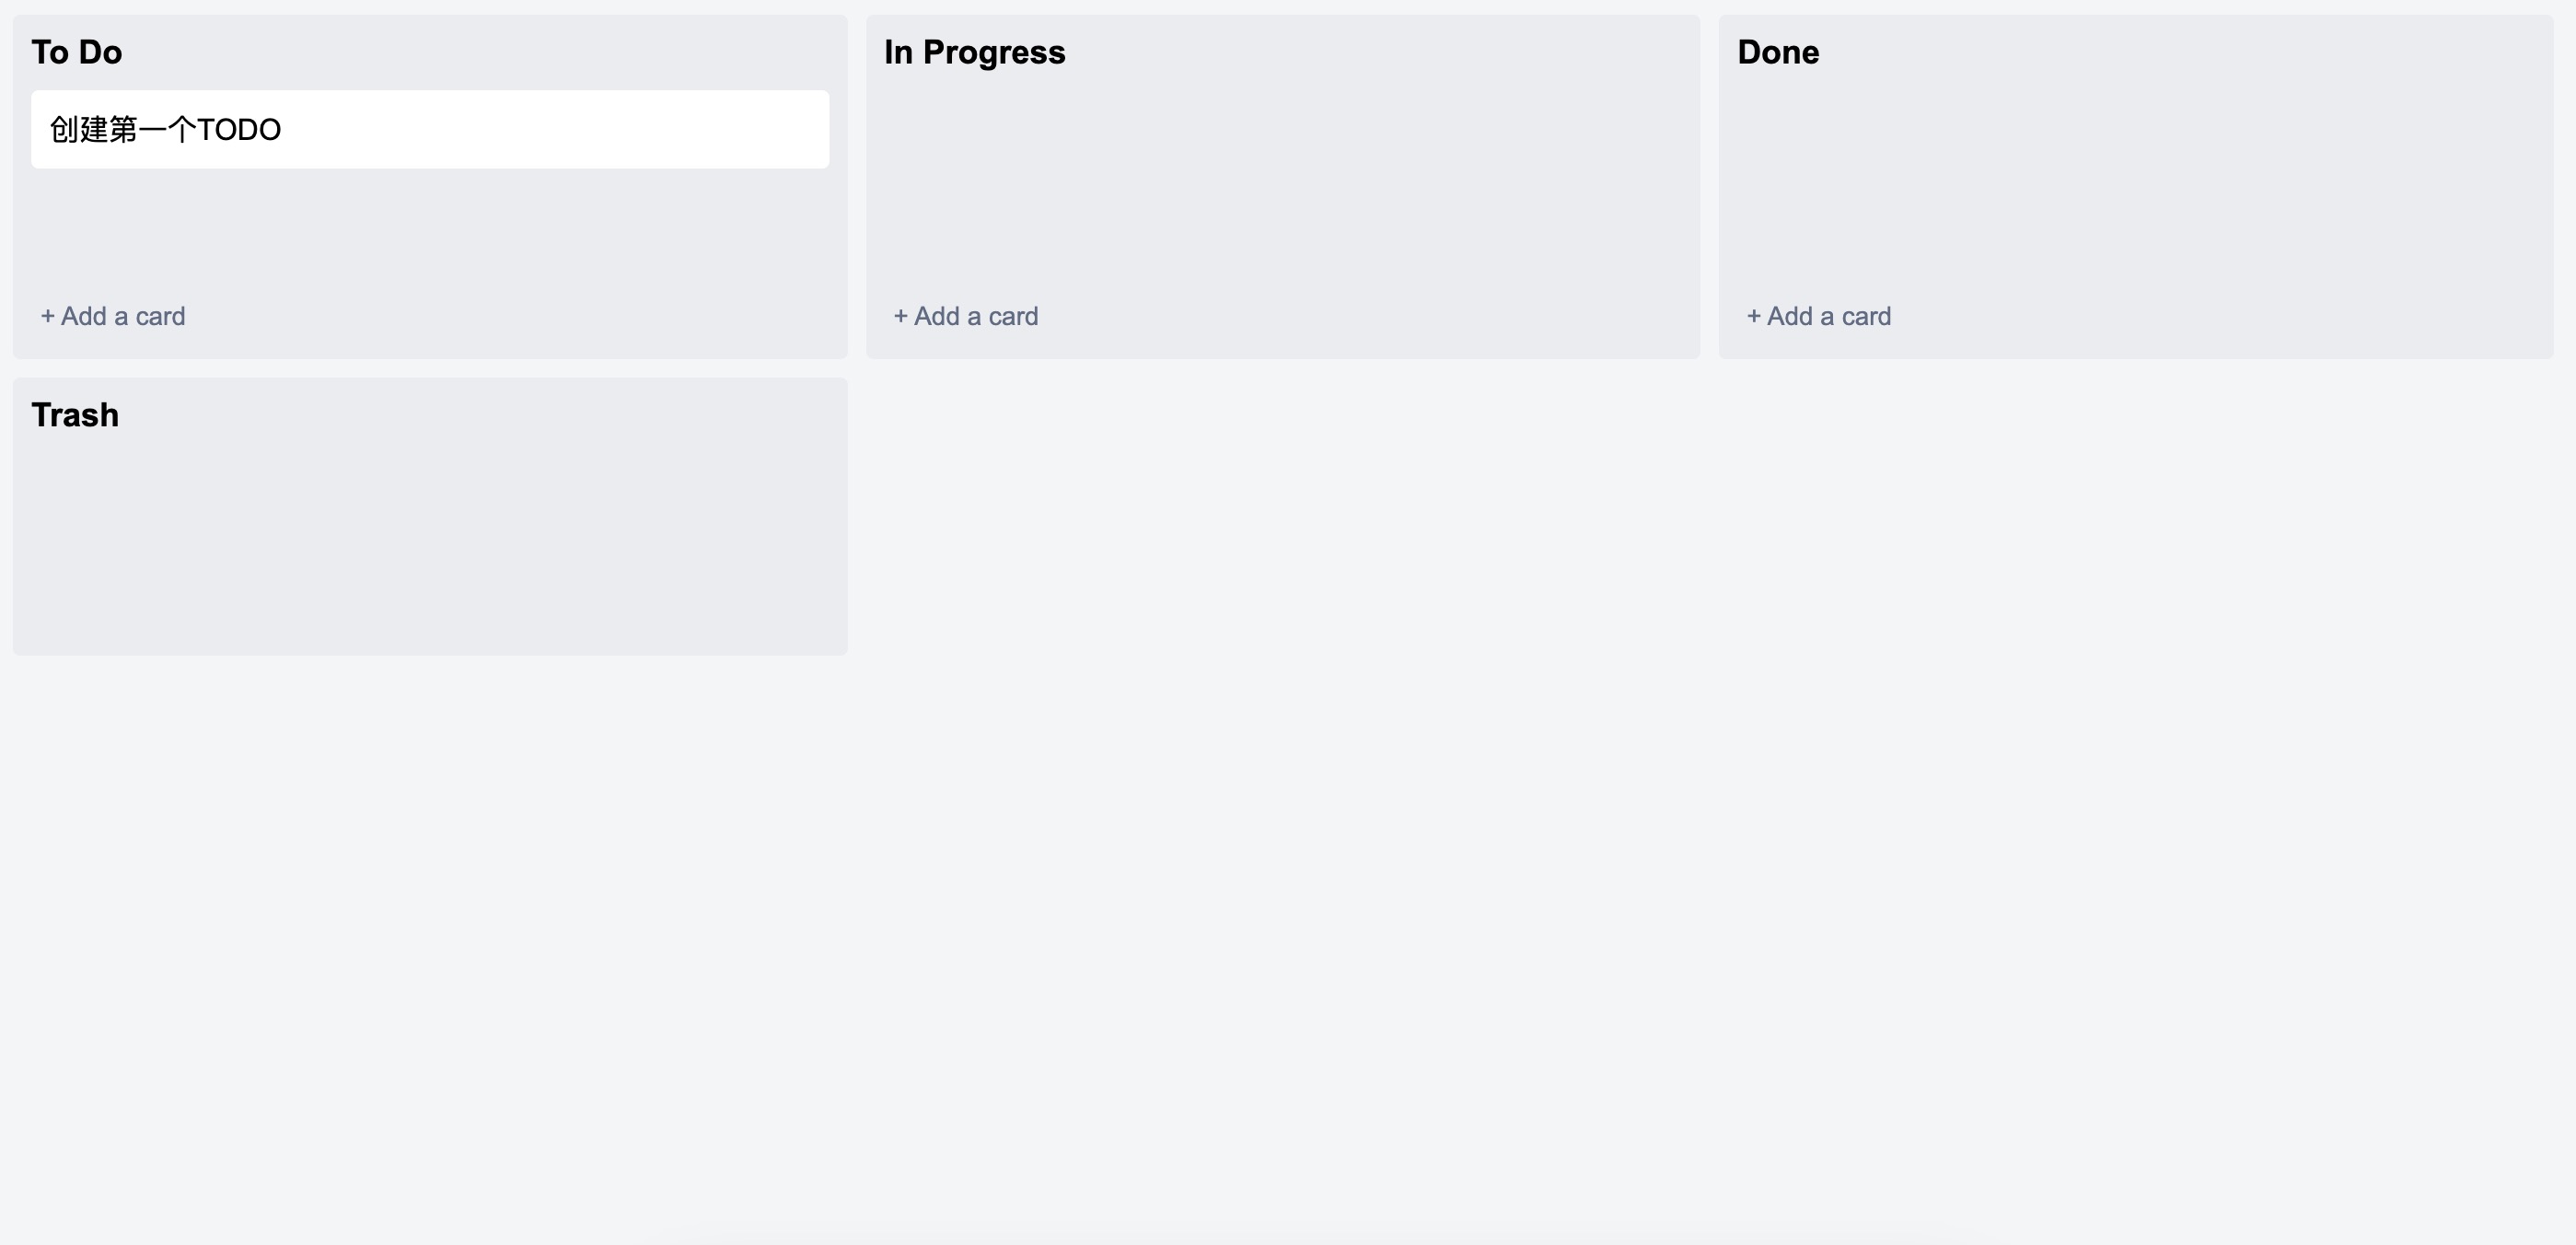 To Do
创建第一个TODO
+ Add a card
In Progress
+ Add a card
Done
+ Add a card
Trash